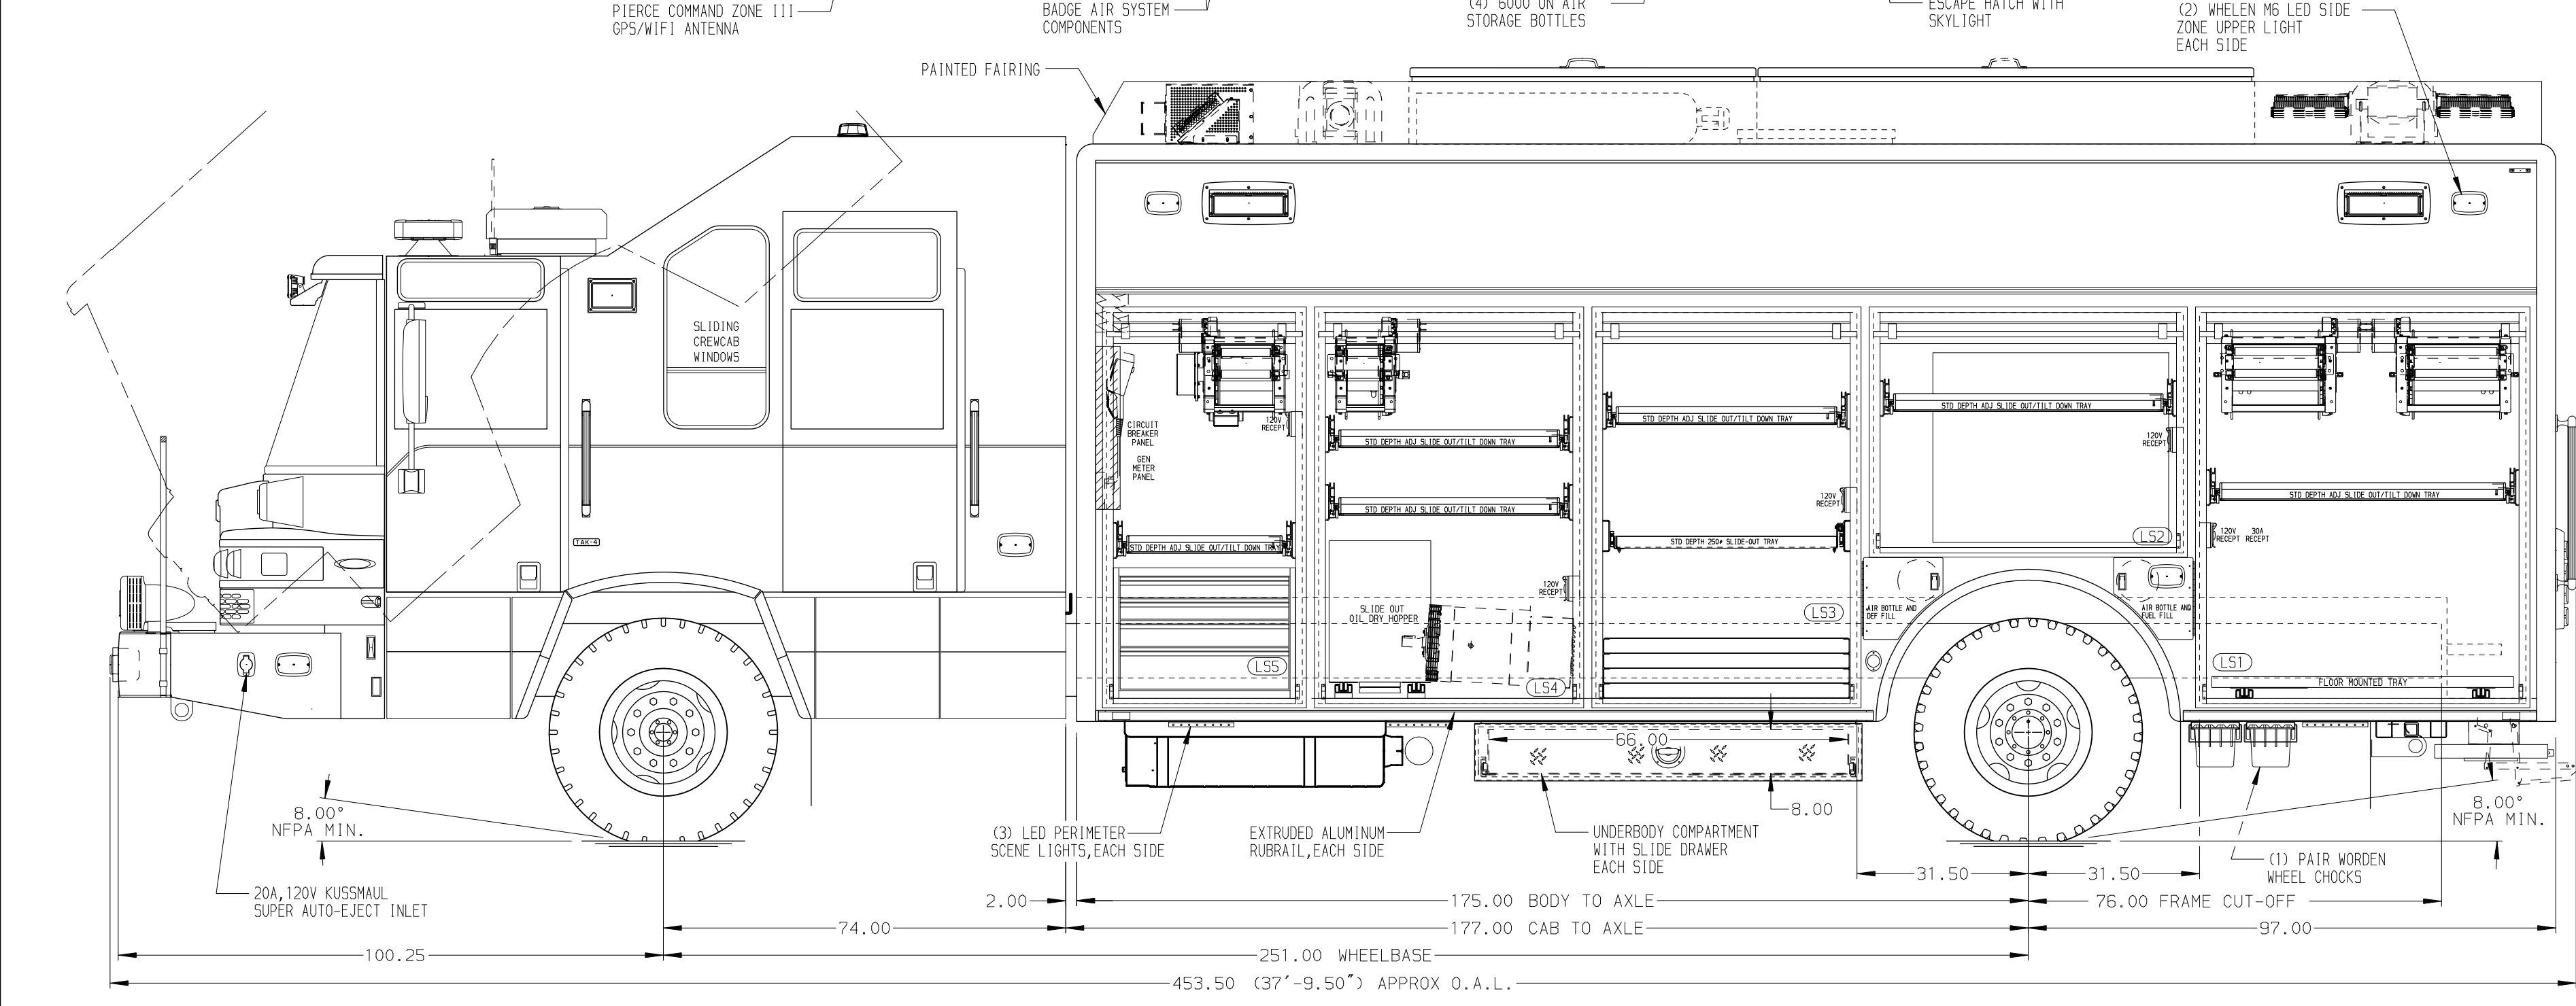 PIERCE COMMAND ZONE III
GPS/WIFI ANTENNA
BADGE AIR SYSTEM
COMPONENTS
(4) 6000 UN AIR
STORAGE BOTTLES
ESCAPE HATCH WITH
SKYLIGHT
(2) WHELEN M6 LED SIDE
ZONE UPPER LIGHT
EACH SIDE
PAINTED FAIRING
SLIDING
CREWCAB
WINDOWS
TAK-4
CIRCUIT
BREAKER
PANEL
GEN
METER
PANEL
120V
RECEPT
STD DEPTH ADJ SLIDE OUT/TILT DOWN TRAY
LS5
STD DEPTH ADJ SLIDE OUT/TILT DOWN TRAY
STD DEPTH ADJ SLIDE OUT/TILT DOWN TRAY
120V
RECEPT
SLIDE OUT
OIL DRY HOPPER
LS4
STD DEPTH ADJ SLIDE OUT/TILT DOWN TRAY
120V
RECEPT
STD DEPTH 250# SLIDE-OUT TRAY
LS3
STD DEPTH ADJ SLIDE OUT/TILT DOWN TRAY
120V
RECEPT
LS2
AIR BOTTLE AND
DEF FILL
AIR BOTTLE AND
FUEL FILL
STD DEPTH ADJ SLIDE OUT/TILT DOWN TRAY
120V
RECEPT
30A
RECEPT
LS1
FLOOR MOUNTED TRAY
66.00
8.00
8.00°
NFPA MIN.
20A,120V KUSSMAUL
SUPER AUTO-EJECT INLET
(3) LED PERIMETER
SCENE LIGHTS,EACH SIDE
EXTRUDED ALUMINUM
RUBRAIL,EACH SIDE
UNDERBODY COMPARTMENT
WITH SLIDE DRAWER
EACH SIDE
(1) PAIR WORDEN
WHEEL CHOCKS
8.00°
NFPA MIN.
31.50
31.50
2.00
175.00 BODY TO AXLE
76.00 FRAME CUT-OFF
74.00
177.00 CAB TO AXLE
97.00
100.25
251.00 WHEELBASE
453.50 (37'-9.50") APPROX O.A.L.